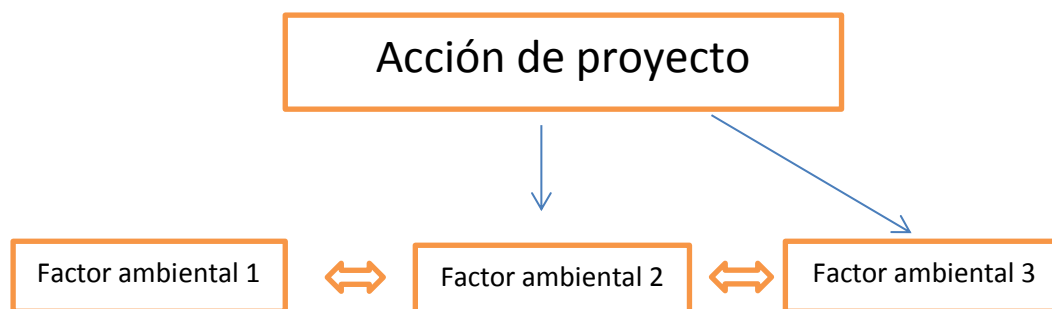 Acción de proyecto
Factor ambiental 1
Factor ambiental 2
Factor ambiental 3